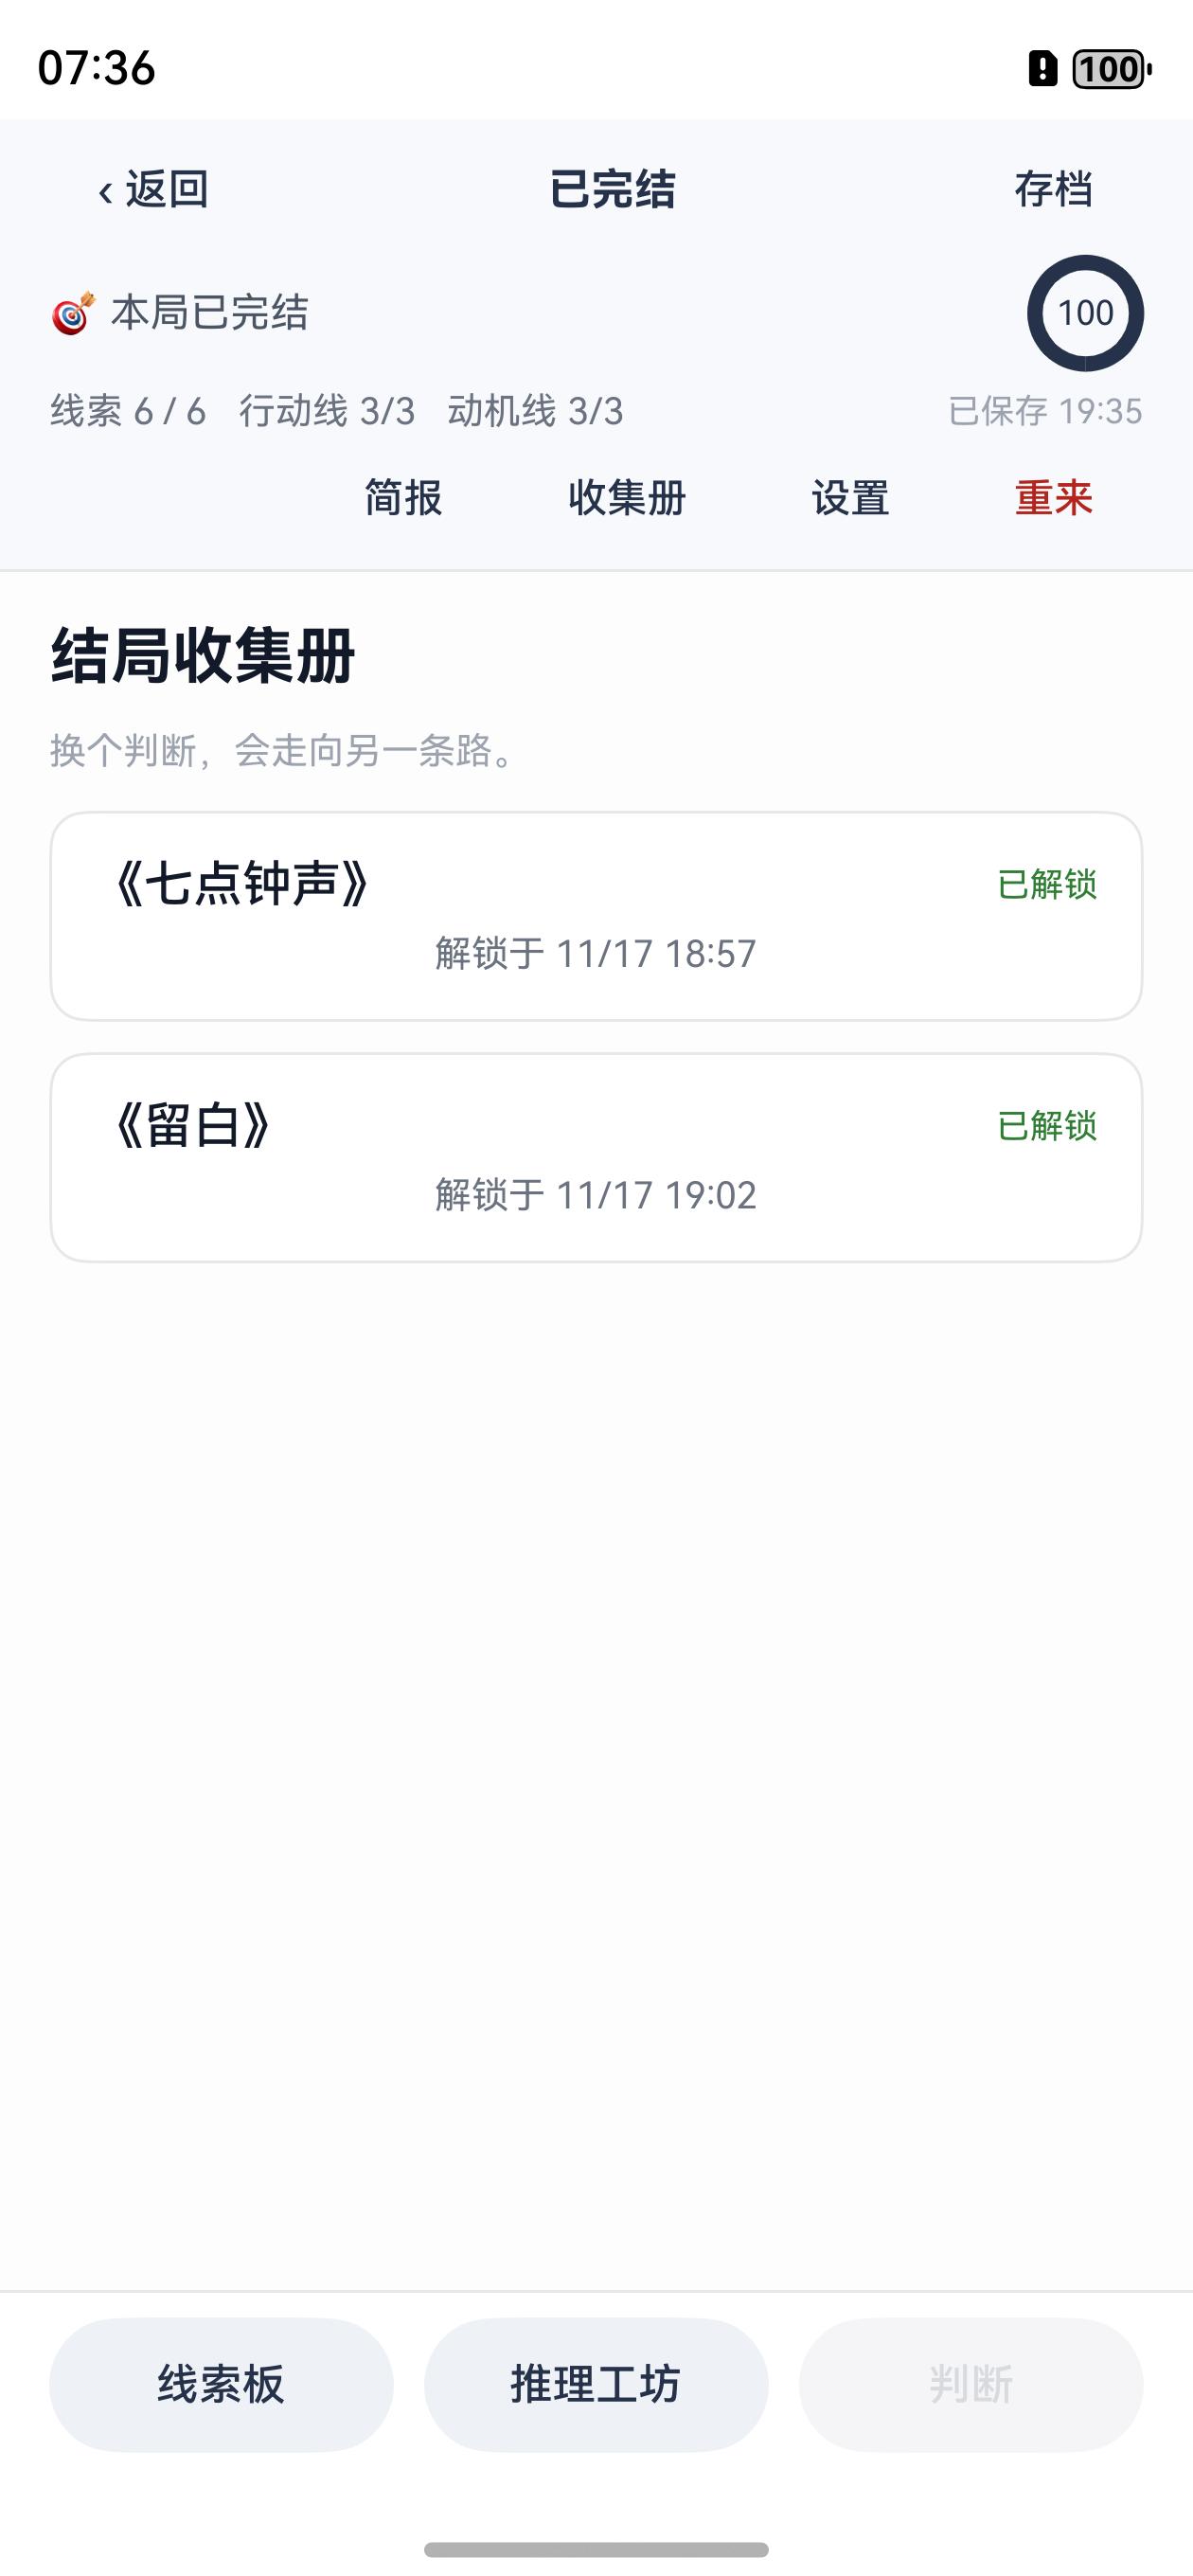 07:36
100
‹ 返回
已完结
存档
🎯 本局已完结
100
线索 6 / 6 行动线 3/3 动机线 3/3
已保存 19:35
简报
收集册
设置
重来
结局收集册
换个判断，会走向另一条路。
《七点钟声》
已解锁
解锁于 11/17 18:57
《留白》
已解锁
解锁于 11/17 19:02
线索板
推理工坊
判断